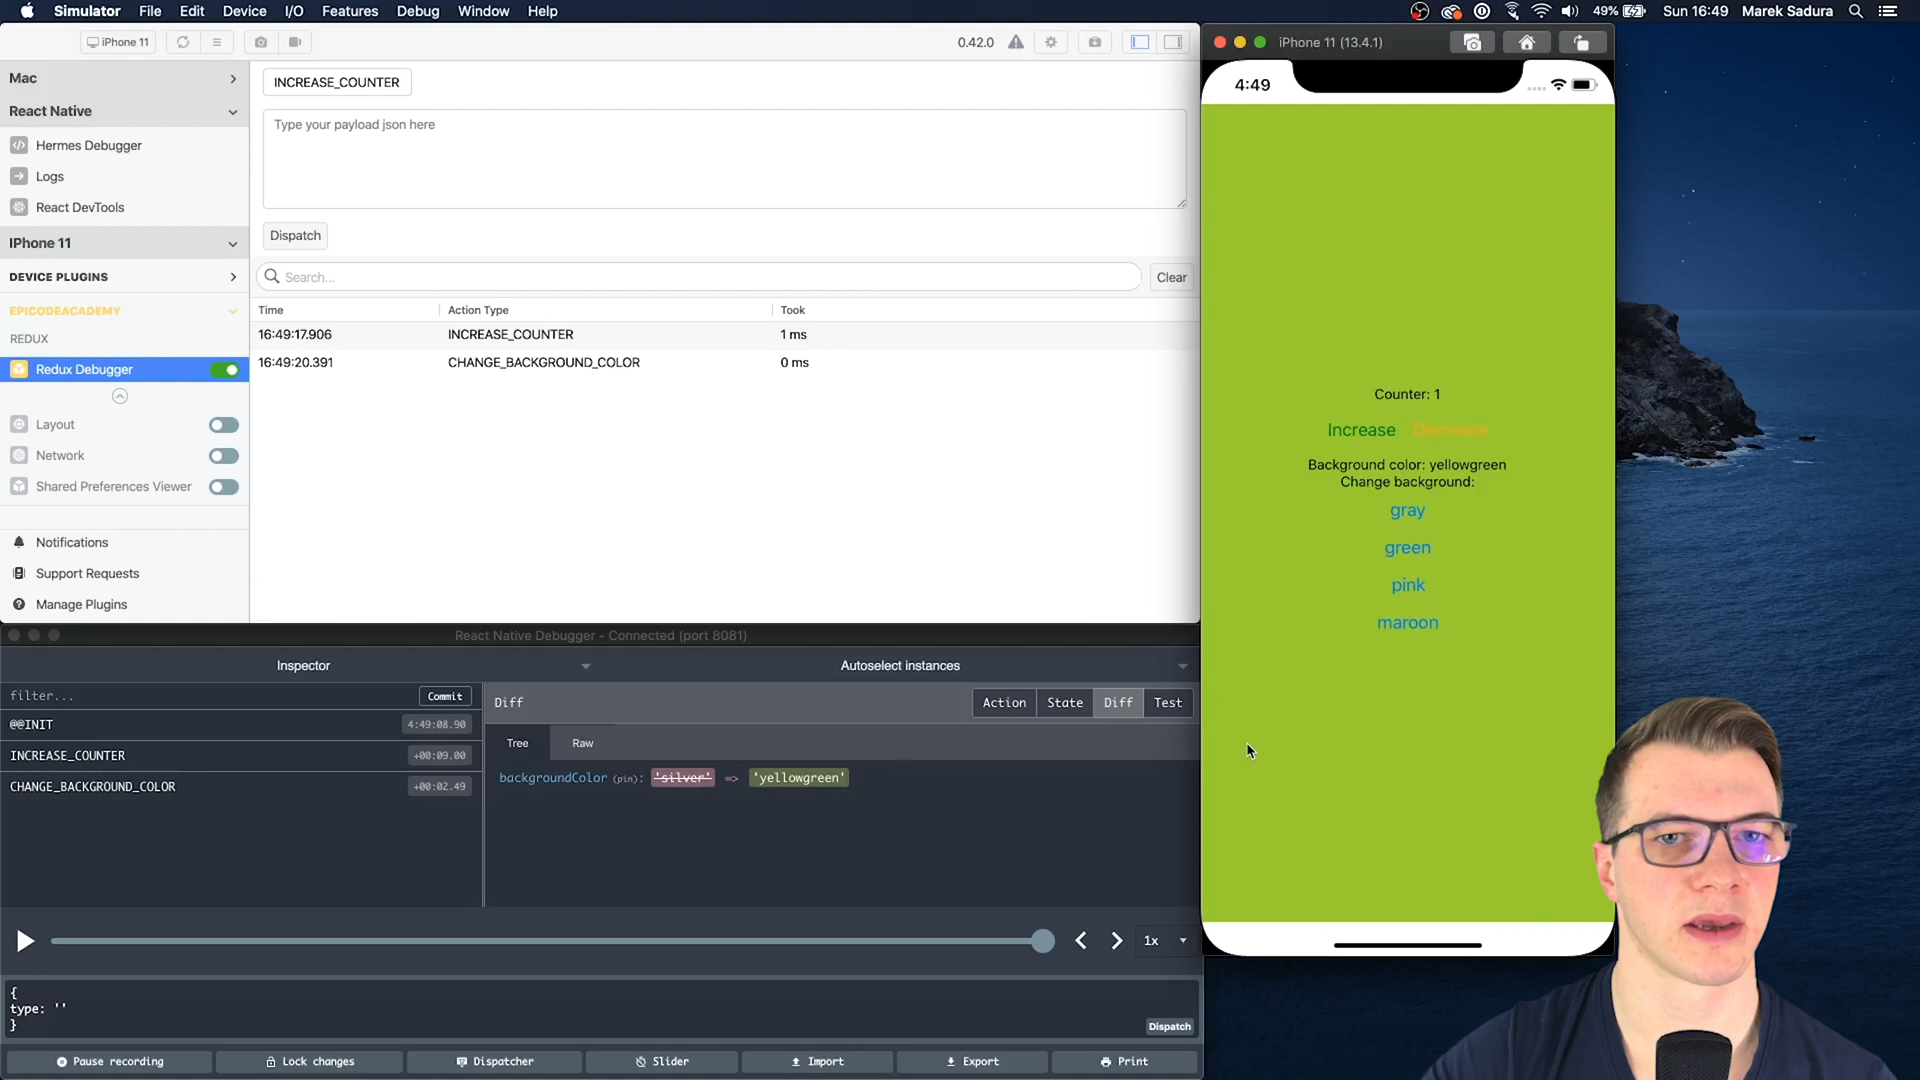 Simulator File Edit Device I/O Features Debug Window Help
49% Sun 16:49 Marek Sadura
iPhone 11
0.42.0
Mac
React Native
Hermes Debugger
Logs
React DevTools
IPhone 11
DEVICE PLUGINS
EPICODEACADEMY
REDUX
Redux Debugger
Layout
Network
Shared Preferences Viewer
Notifications
Support Requests
Manage Plugins
INCREASE_COUNTER
Type your payload json here
Dispatch
Search...
Clear
Time Action Type Took
16:49:17.906 INCREASE_COUNTER 1 ms
16:49:20.391 CHANGE_BACKGROUND_COLOR 0 ms
iPhone 11 (13.4.1)
4:49
Counter: 1
Increase Decrease
Background color: yellowgreen
Change background:
gray
green
pink
maroon
React Native Debugger - Connected (port 8081)
Inspector
Autoselect instances
filter...
Commit
@@INIT 4:49:08.90
INCREASE_COUNTER +00:09.00
CHANGE_BACKGROUND_COLOR +00:02.49
Diff
Action State Diff Test
Tree Raw
backgroundColor (pin): 'silver' => 'yellowgreen'
1x
{
type: ''
}
Dispatch
Pause recording Lock changes Dispatcher Slider Import Export Print